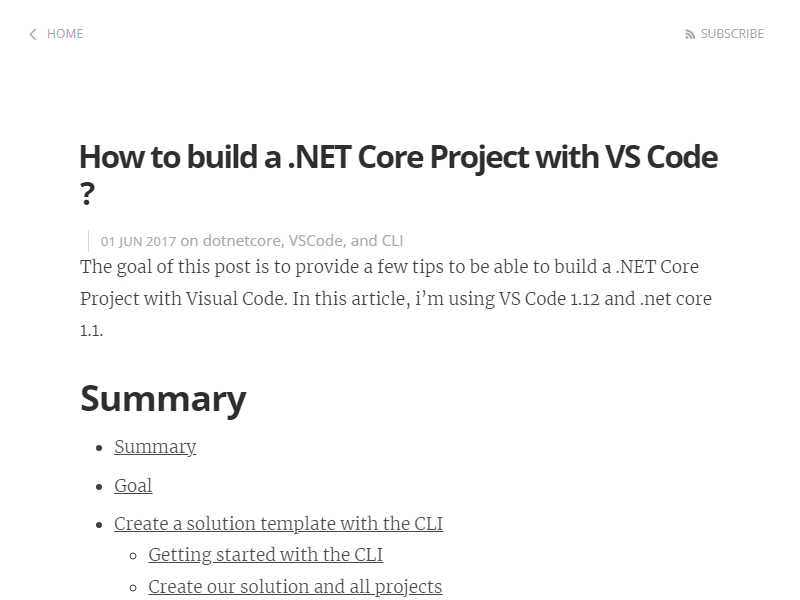 HOME
SUBSCRIBE
How to build a .NET Core Project with VS Code
?
01 JUN 2017 on dotnetcore, VSCode, and CLI
The goal of this post is to provide a few tips to be able to build a .NET Core
Project with Visual Code. In this article, i’m using VS Code 1.12 and .net core
1.1.
Summary
Summary
Goal
Create a solution template with the CLI
Getting started with the CLI
Create our solution and all projects